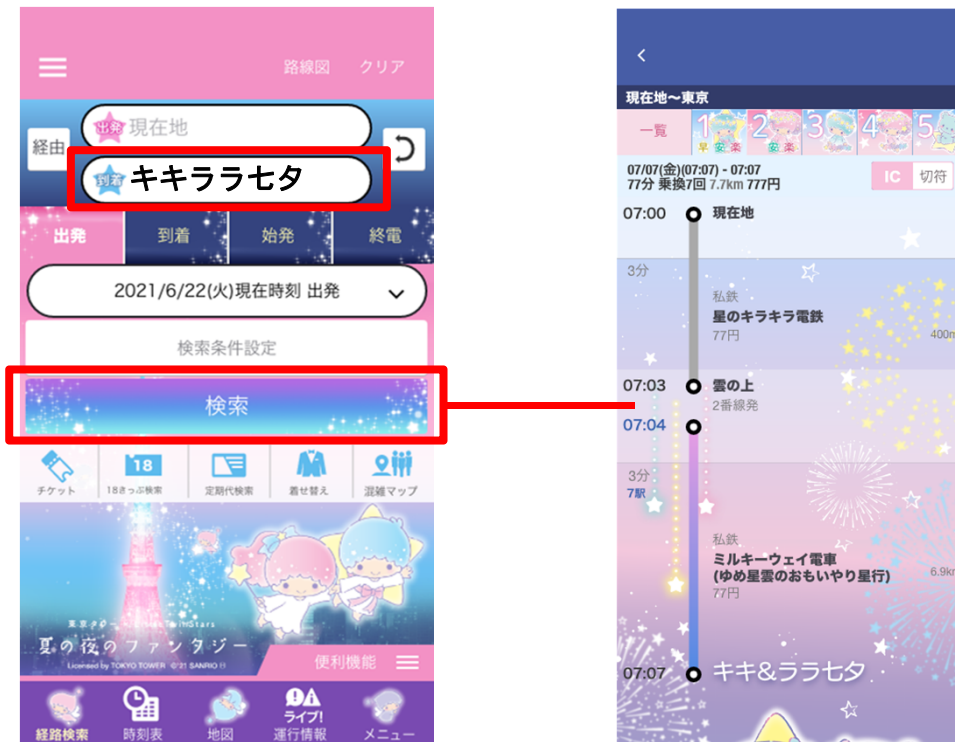 路線図 クリア
経由
出発 現在地
到着 キキララ七夕
出発 到着 始発 終電
2021/6/22(火)現在時刻 出発
検索条件設定
検索
18
チケット 18きっぷ検索 定期代検索 着せ替え 混雑マップ
夏の夜のファンタジー
Licensed by TOKYO TOWER ©'21 SANRIO
便利機能
ライブ!
経路検索 時刻表 地図 運行情報 メニュー
現在地~東京
一覧 1 2 3 4 5
早 安 楽 安 楽
07/07(金)(07:07) - 07:07
77分 乗換7回 7.7km 777円
IC 切符
07:00 現在地
3分
私鉄
星のキラキラ電鉄
77円
400m
07:03 雲の上
2番線発
07:04
3分
7駅
私鉄
ミルキーウェイ電車
(ゆめ星雲のおもいやり星行)
6.9km
77円
07:07 キキ&ララ七夕